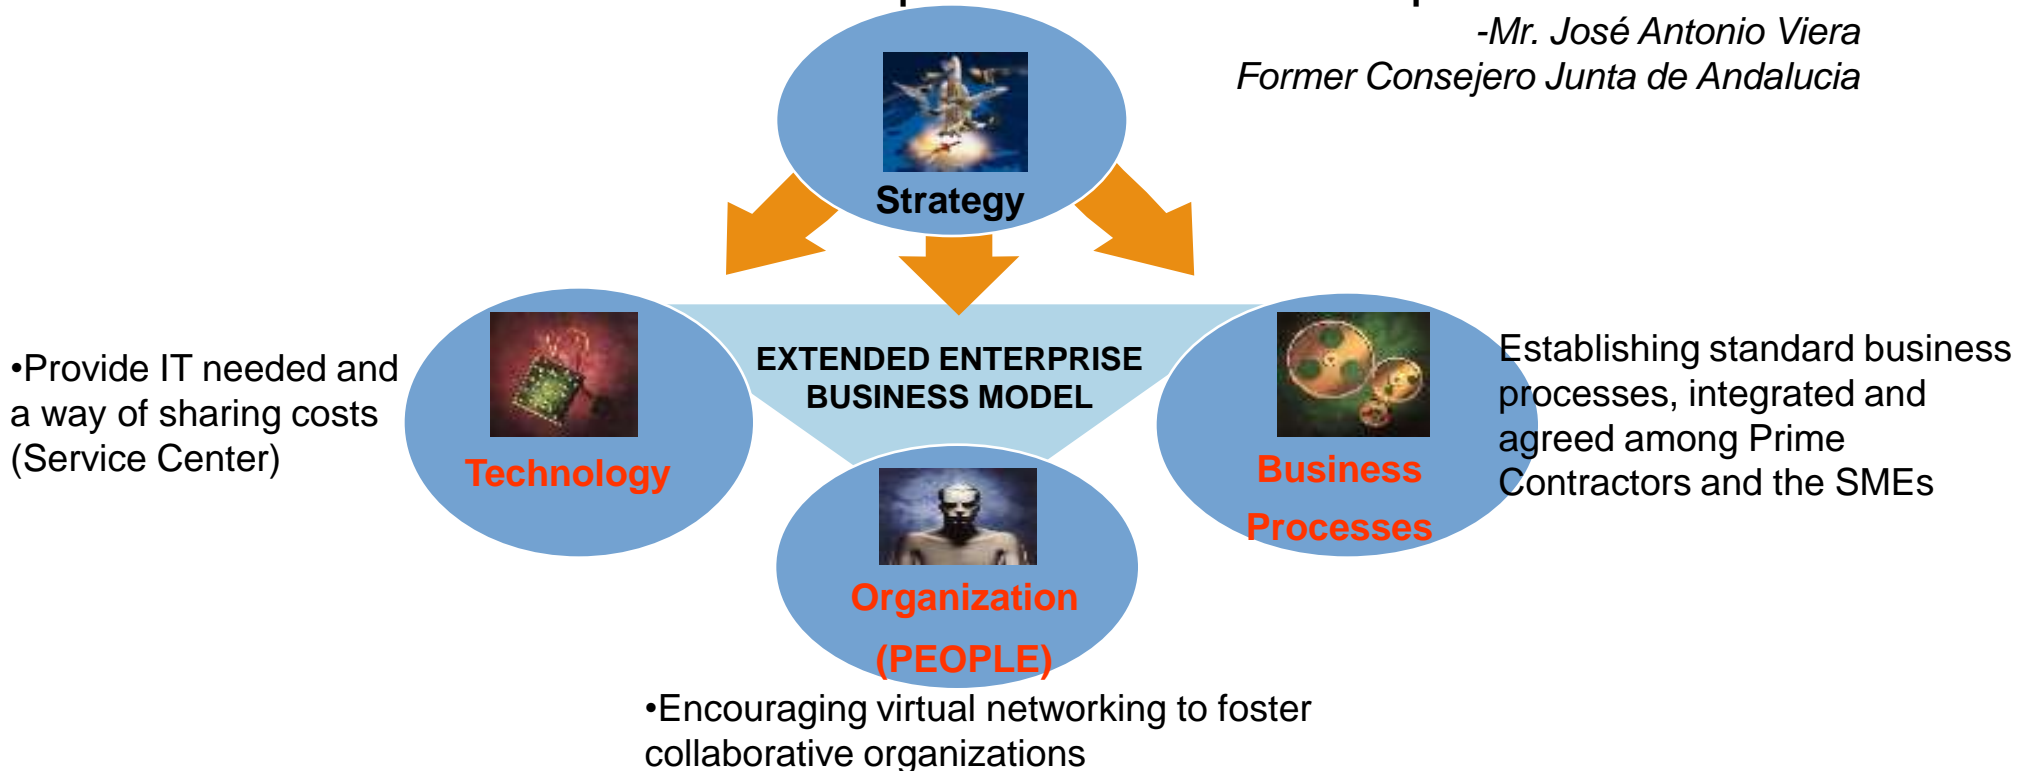 -Mr. José Antonio Viera
Former Consejero Junta de Andalucia
Strategy
EXTENDED ENTERPRISE
BUSINESS MODEL
•Provide IT needed and
a way of sharing costs
(Service Center)
Technology
Business
Processes
Establishing standard business
processes, integrated and
agreed among Prime
Contractors and the SMEs
Organization
(PEOPLE)
•Encouraging virtual networking to foster
collaborative organizations